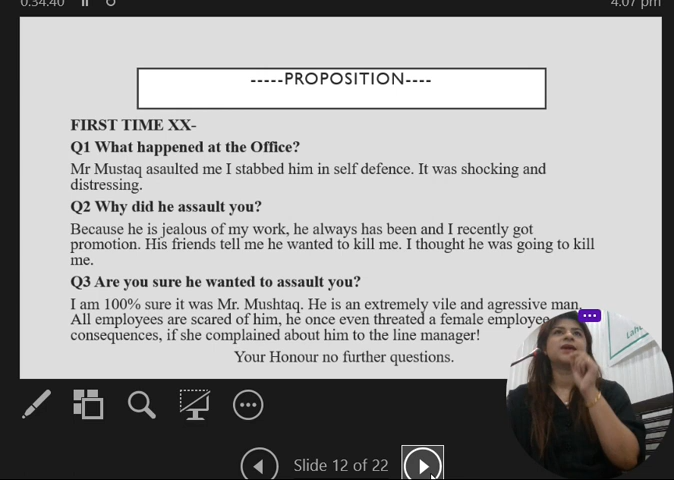 0:34:40
4:07 pm
-----PROPOSITION----
FIRST TIME XX-
Q1 What happened at the Office?
Mr Mustaq asaulted me I stabbed him in self defence. It was shocking and
distressing.
Q2 Why did he assault you?
Because he is jealous of my work, he always has been and I recently got
promotion. His friends tell me he wanted to kill me. I thought he was going to kill
me.
Q3 Are you sure he wanted to assault you?
I am 100% sure it was Mr. Mushtaq. He is an extremely vile and agressive man.
All employees are scared of him, he once even threated a female employee
consequences, if she complained about him to the line manager!
Your Honour no further questions.
Slide 12 of 22